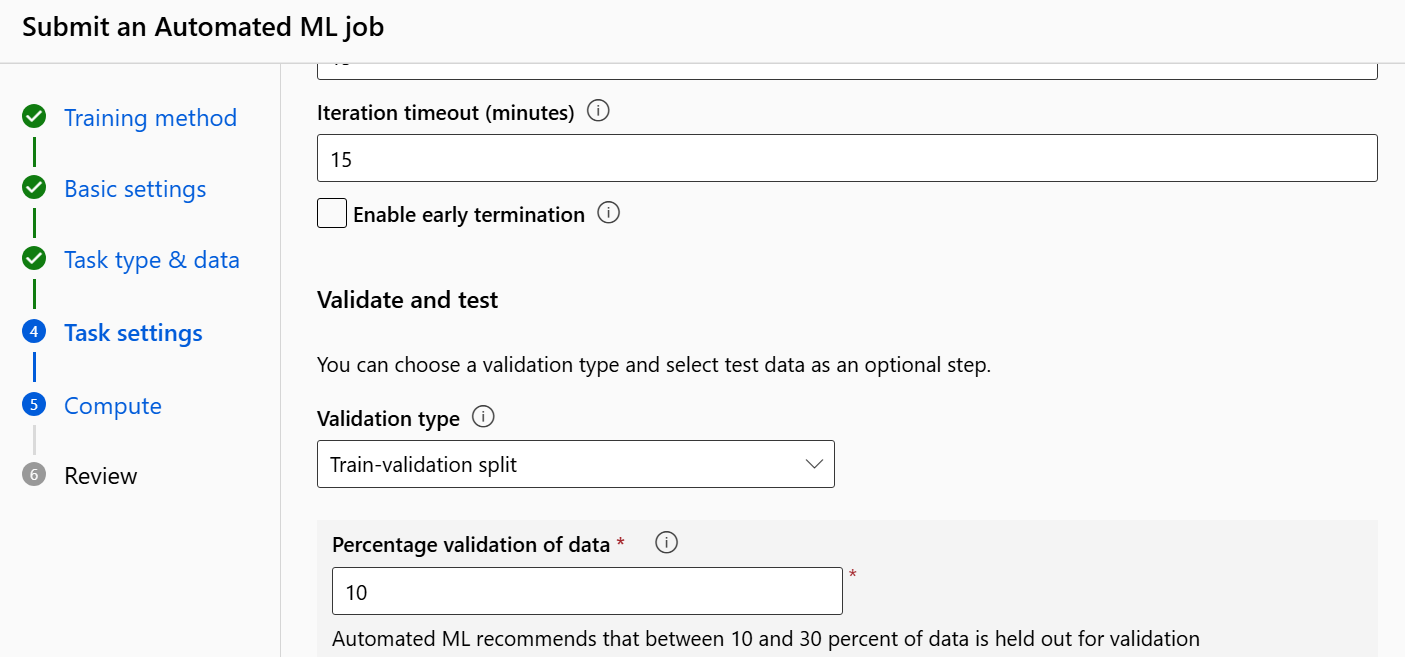 Submit an Automated ML job
Training method
Basic settings
Task type & data
4 Task settings
5 Compute
6 Review
Iteration timeout (minutes)
15
Enable early termination
Validate and test
You can choose a validation type and select test data as an optional step.
Validation type
Train-validation split
Percentage validation of data *
10 *
Automated ML recommends that between 10 and 30 percent of data is held out for validation